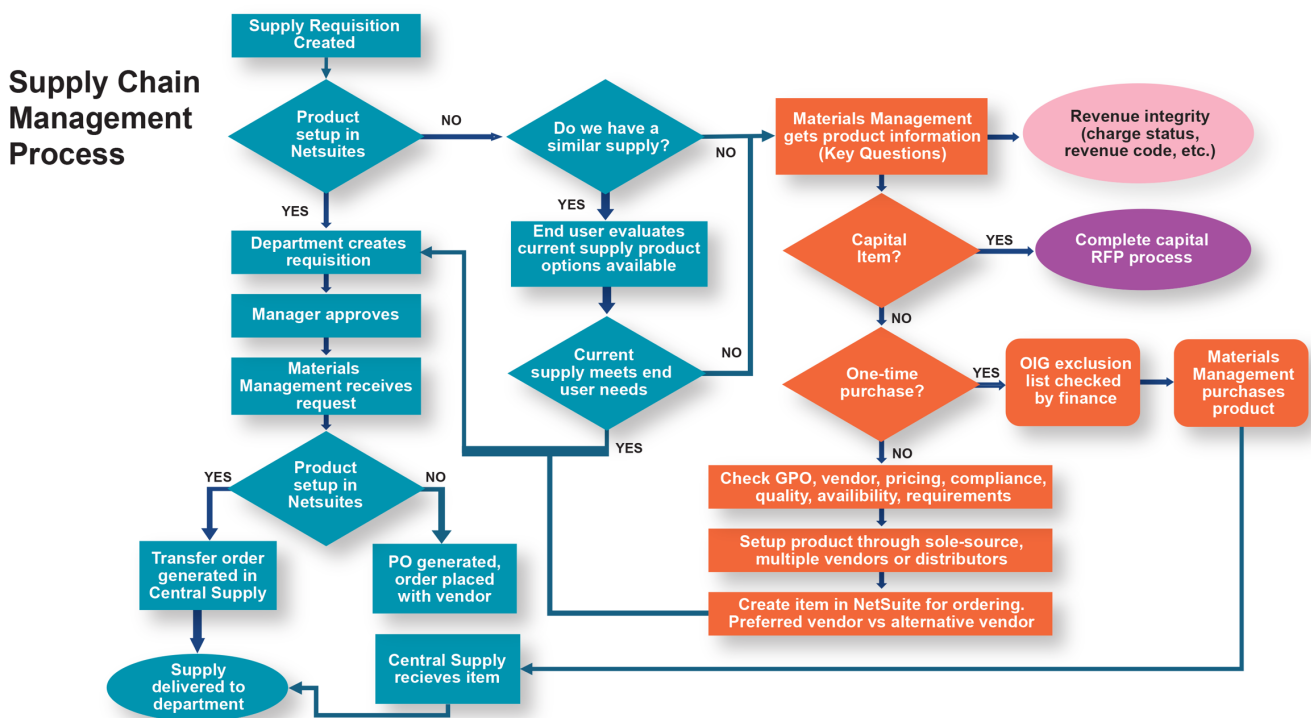 Supply Chain
Management
Process
Supply Requisition
Created
Product
setup in
Netsuites
NO
YES
Do we have a
similar supply?
NO
YES
Materials Management
gets product information
(Key Questions)
Revenue integrity
(charge status,
revenue code, etc.)
Department creates
requisition
End user evaluates
current supply product
options available
Capital
Item?
YES
NO
Complete capital
RFP process
Manager approves
Materials
Management receives
request
Current
supply meets end
user needs
NO
YES
One-time
purchase?
YES
NO
OIG exclusion
list checked
by finance
Materials
Management
purchases
product
Product
setup in
Netsuites
YES
NO
Check GPO, vendor, pricing, compliance,
quality, availibility, requirements
Transfer order
generated in
Central Supply
PO generated,
order placed
with vendor
Setup product through sole-source,
multiple vendors or distributors
Create item in NetSuite for ordering.
Preferred vendor vs alternative vendor
Supply
delivered to
department
Central Supply
recieves item